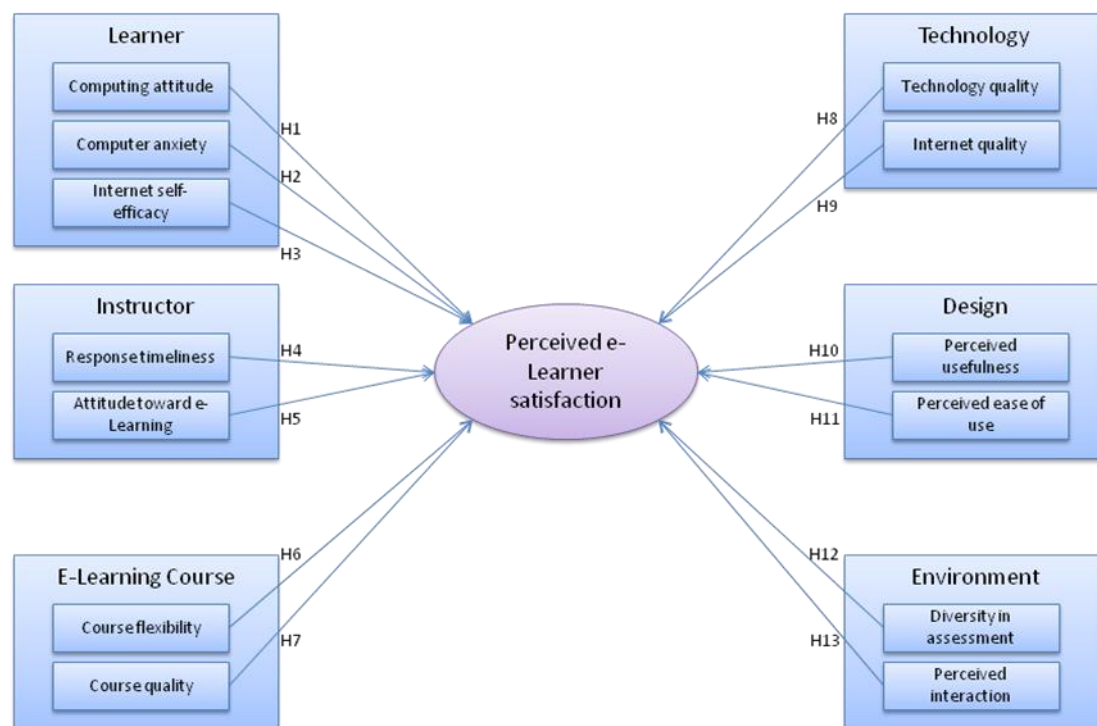 Learner
Computing attitude
Computer anxiety
Internet self-
efficacy
H1
H2
H3
Instructor
Response timeliness
Attitude toward e-
Learning
H4
H5
E-Learning Course
Course flexibility
Course quality
H6
H7
Perceived e-
Learner
satisfaction
Technology
Technology quality
Internet quality
H8
H9
Design
Perceived
usefulness
Perceived ease of
use
H10
H11
Environment
Diversity in
assessment
Perceived
interaction
H12
H13